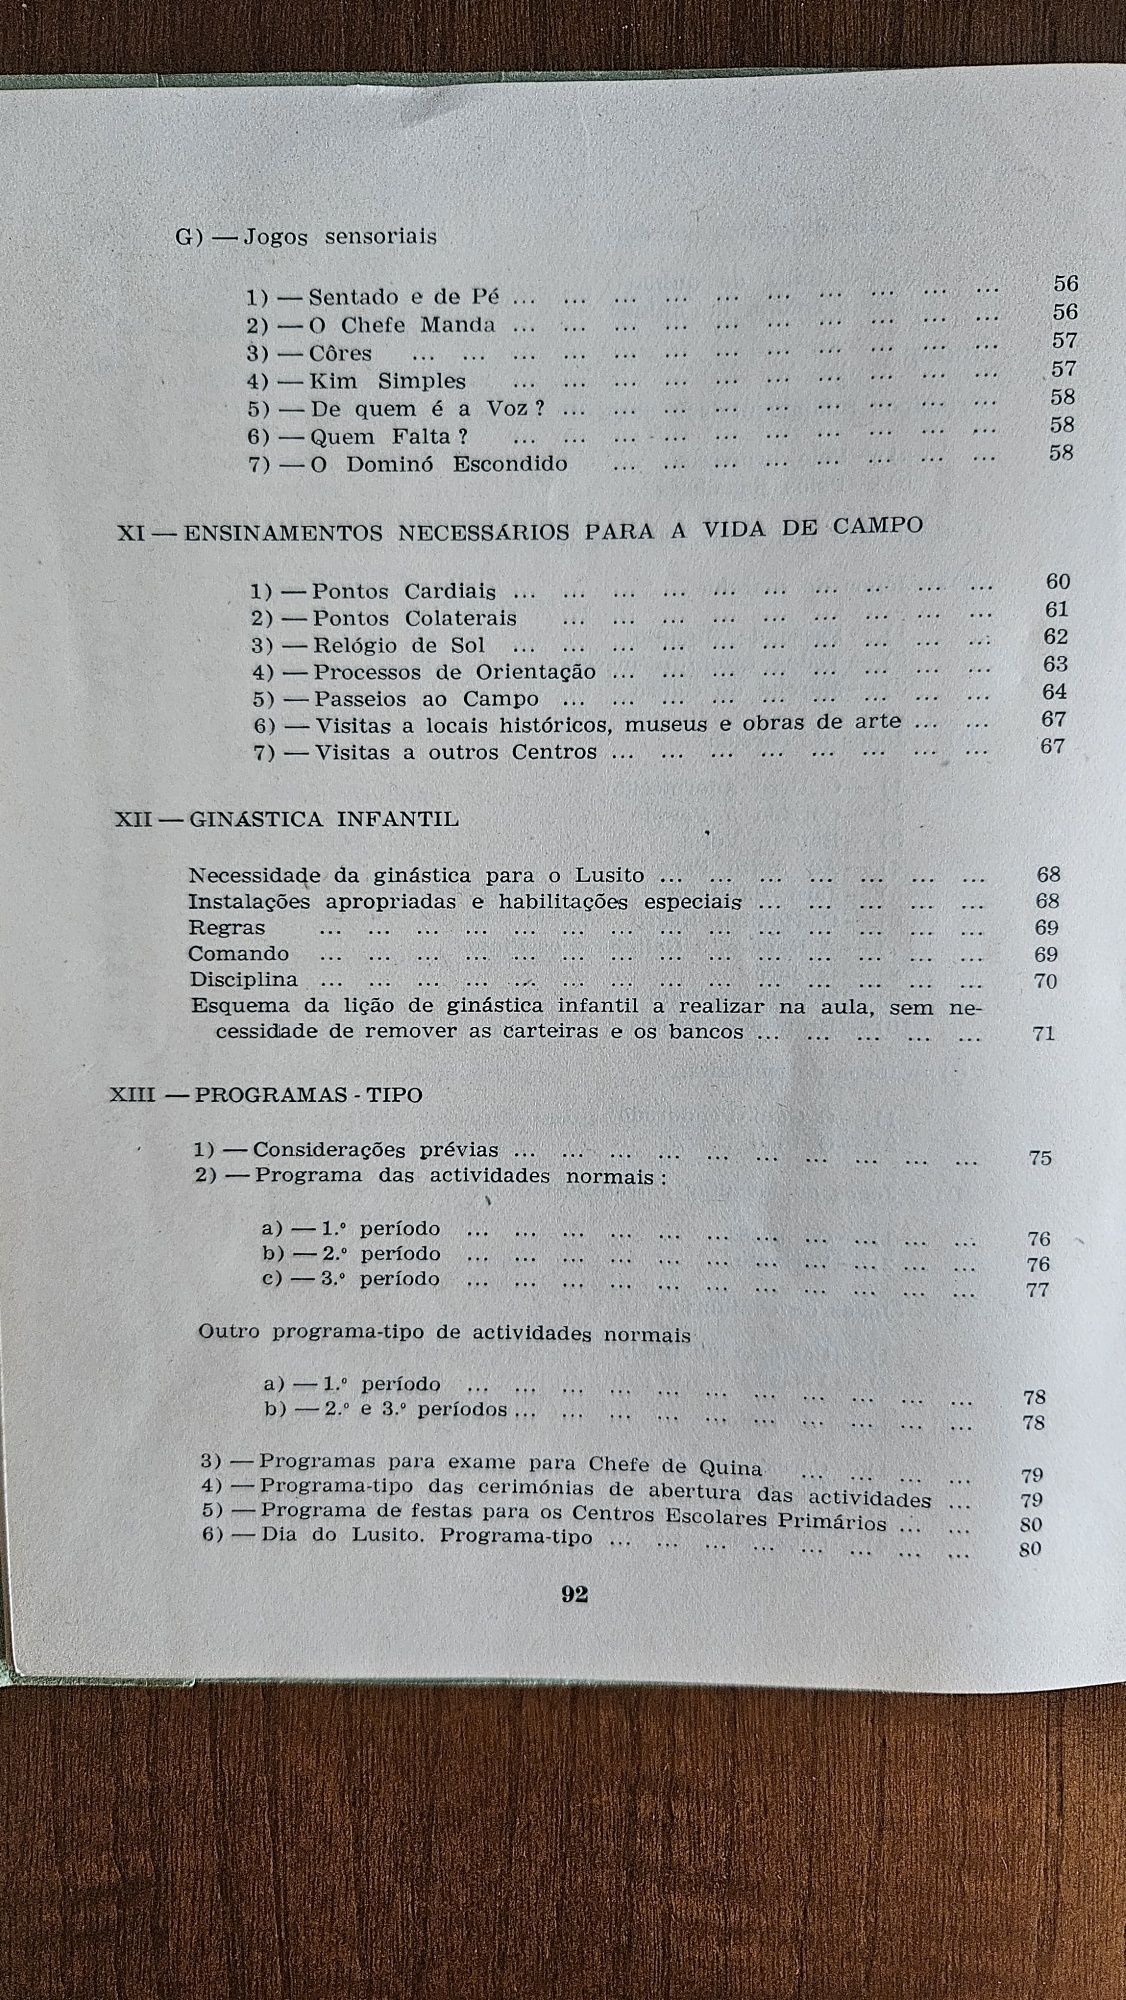 G) — Jogos sensoriais
1) — Sentado e de Pé ... ... ... ... ... ... ... ... ... ... 56
2) — O Chefe Manda ... ... ... ... ... ... ... ... ... ... 56
3) — Côres ... ... ... ... ... ... ... ... ... ... ... ... 57
4) — Kim Simples ... ... ... ... ... ... ... ... ... ... 57
5) — De quem é a Voz ? ... ... ... ... ... ... ... ... ... 58
6) — Quem Falta ? ... ... ... ... ... ... ... ... ... ... 58
7) — O Dominó Escondido ... ... ... ... ... ... ... ... 58
XI — ENSINAMENTOS NECESSÁRIOS PARA A VIDA DE CAMPO
1) — Pontos Cardiais ... ... ... ... ... ... ... ... ... ... 60
2) — Pontos Colaterais ... ... ... ... ... ... ... ... ... 61
3) — Relógio de Sol ... ... ... ... ... ... ... ... ... ... 62
4) — Processos de Orientação ... ... ... ... ... ... ... ... 63
5) — Passeios ao Campo ... ... ... ... ... ... ... ... ... 64
6) — Visitas a locais históricos, museus e obras de arte ... ... 67
7) — Visitas a outros Centros ... ... ... ... ... ... ... ... 67
XII — GINÁSTICA INFANTIL
Necessidade da ginástica para o Lusito ... ... ... ... ... ... ... 68
Instalações apropriadas e habilitações especiais ... ... ... ... ... 68
Regras ... ... ... ... ... ... ... ... ... ... ... ... ... ... 69
Comando ... ... ... ... ... ... ... ... ... ... ... ... ... ... 69
Disciplina ... ... ... ... ... ... ... ... ... ... ... ... ... ... 70
Esquema da lição de ginástica infantil a realizar na aula, sem ne-
cessidade de remover as carteiras e os bancos ... ... ... ... ... 71
XIII — PROGRAMAS - TIPO
1) — Considerações prévias ... ... ... ... ... ... ... ... ... ... 75
2) — Programa das actividades normais :
a) — 1.º período ... ... ... ... ... ... ... ... ... ... ... 76
b) — 2.º período ... ... ... ... ... ... ... ... ... ... ... 76
c) — 3.º período ... ... ... ... ... ... ... ... ... ... ... 77
Outro programa-tipo de actividades normais
a) — 1.º período ... ... ... ... ... ... ... ... ... ... ... 78
b) — 2.º e 3.º períodos ... ... ... ... ... ... ... ... ... ... 78
3) — Programas para exame para Chefe de Quina ... ... ... ... 79
4) — Programa-tipo das cerimónias de abertura das actividades ... 79
5) — Programa de festas para os Centros Escolares Primários ... ... 80
6) — Dia do Lusito. Programa-tipo ... ... ... ... ... ... ... ... 80
92